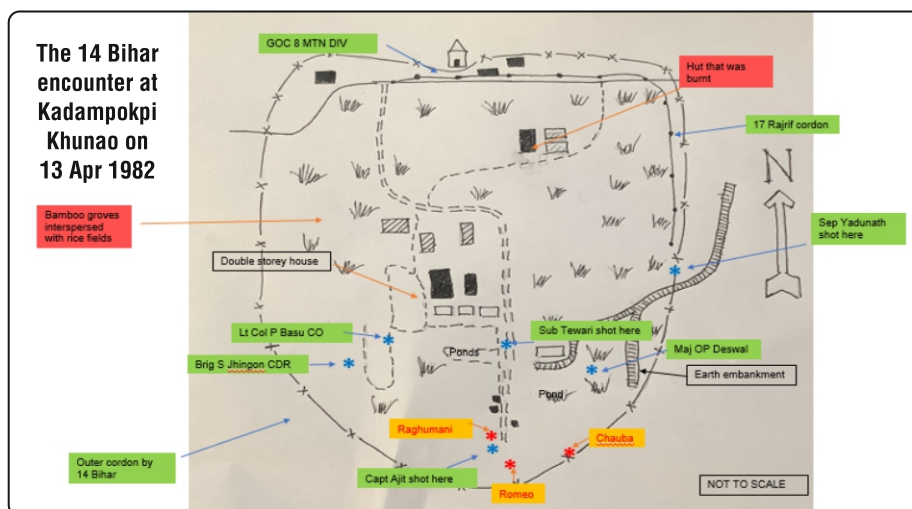 The 14 Bihar
encounter at
Kadampokpi
Khunao on
13 Apr 1982
GOC 8 MTN DIV
Hut that was
burnt
17 Rajrif cordon
N
Bamboo groves
interspersed
with rice fields
Sep Yadunath
shot here
Double storey house
Lt Col P Basu CO
Sub Tewari shot here
Ponds
Maj OP Deswal
Brig S Jhingon CDR
Earth embankment
Pond
Raghumani
Chauba
Outer cordon by
14 Bihar
Capt Ajit shot here
Romeo
NOT TO SCALE